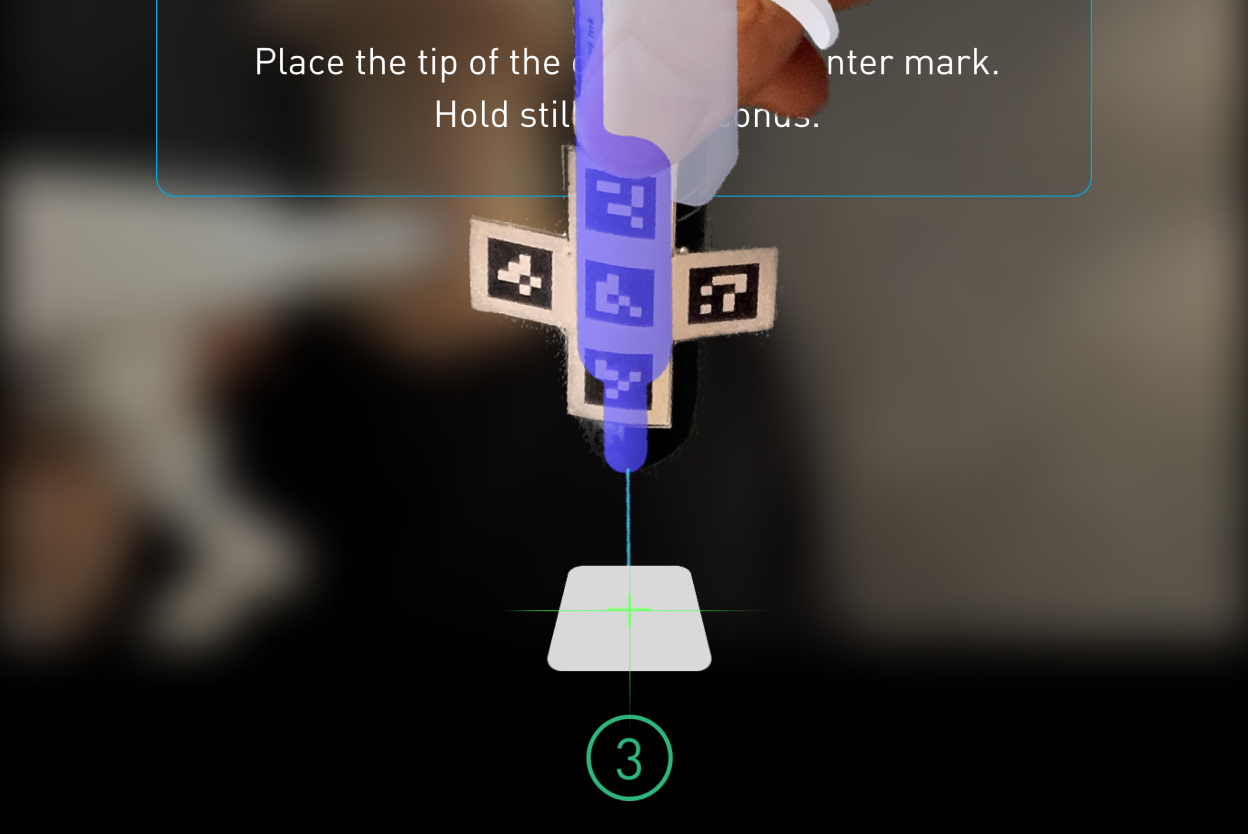 Place the tip of the nter mark.
Hold still onds.
3